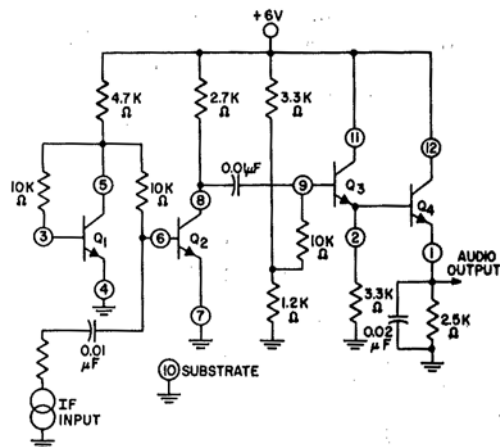 +6V
4.7K
Ω
2.7K
Ω
3.3K
Ω
11
12
0.01μF
10K
Ω
5
10K
Ω
8
9
Q3
Q4
3
Q1
6
Q2
2
10K
Ω
1
AUDIO
OUTPUT
4
7
1.2K
Ω
3.3K
Ω
0.02
μF
2.5K
Ω
0.01
μF
10 SUBSTRATE
IF
INPUT